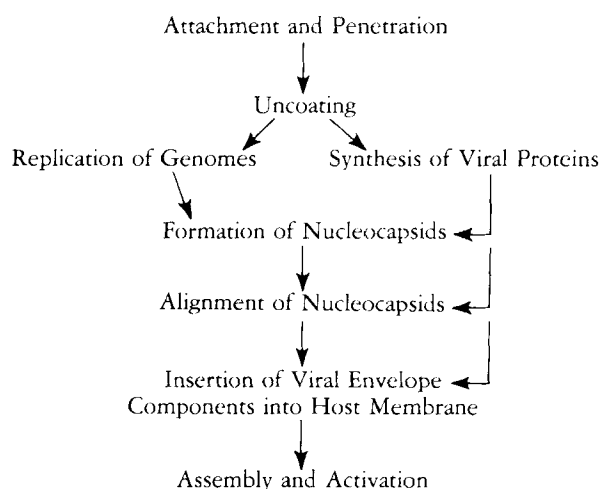 Attachment and Penetration
Uncoating
Replication of Genomes
Synthesis of Viral Proteins
Formation of Nucleocapsids
Alignment of Nucleocapsids
Insertion of Viral Envelope
Components into Host Membrane
Assembly and Activation